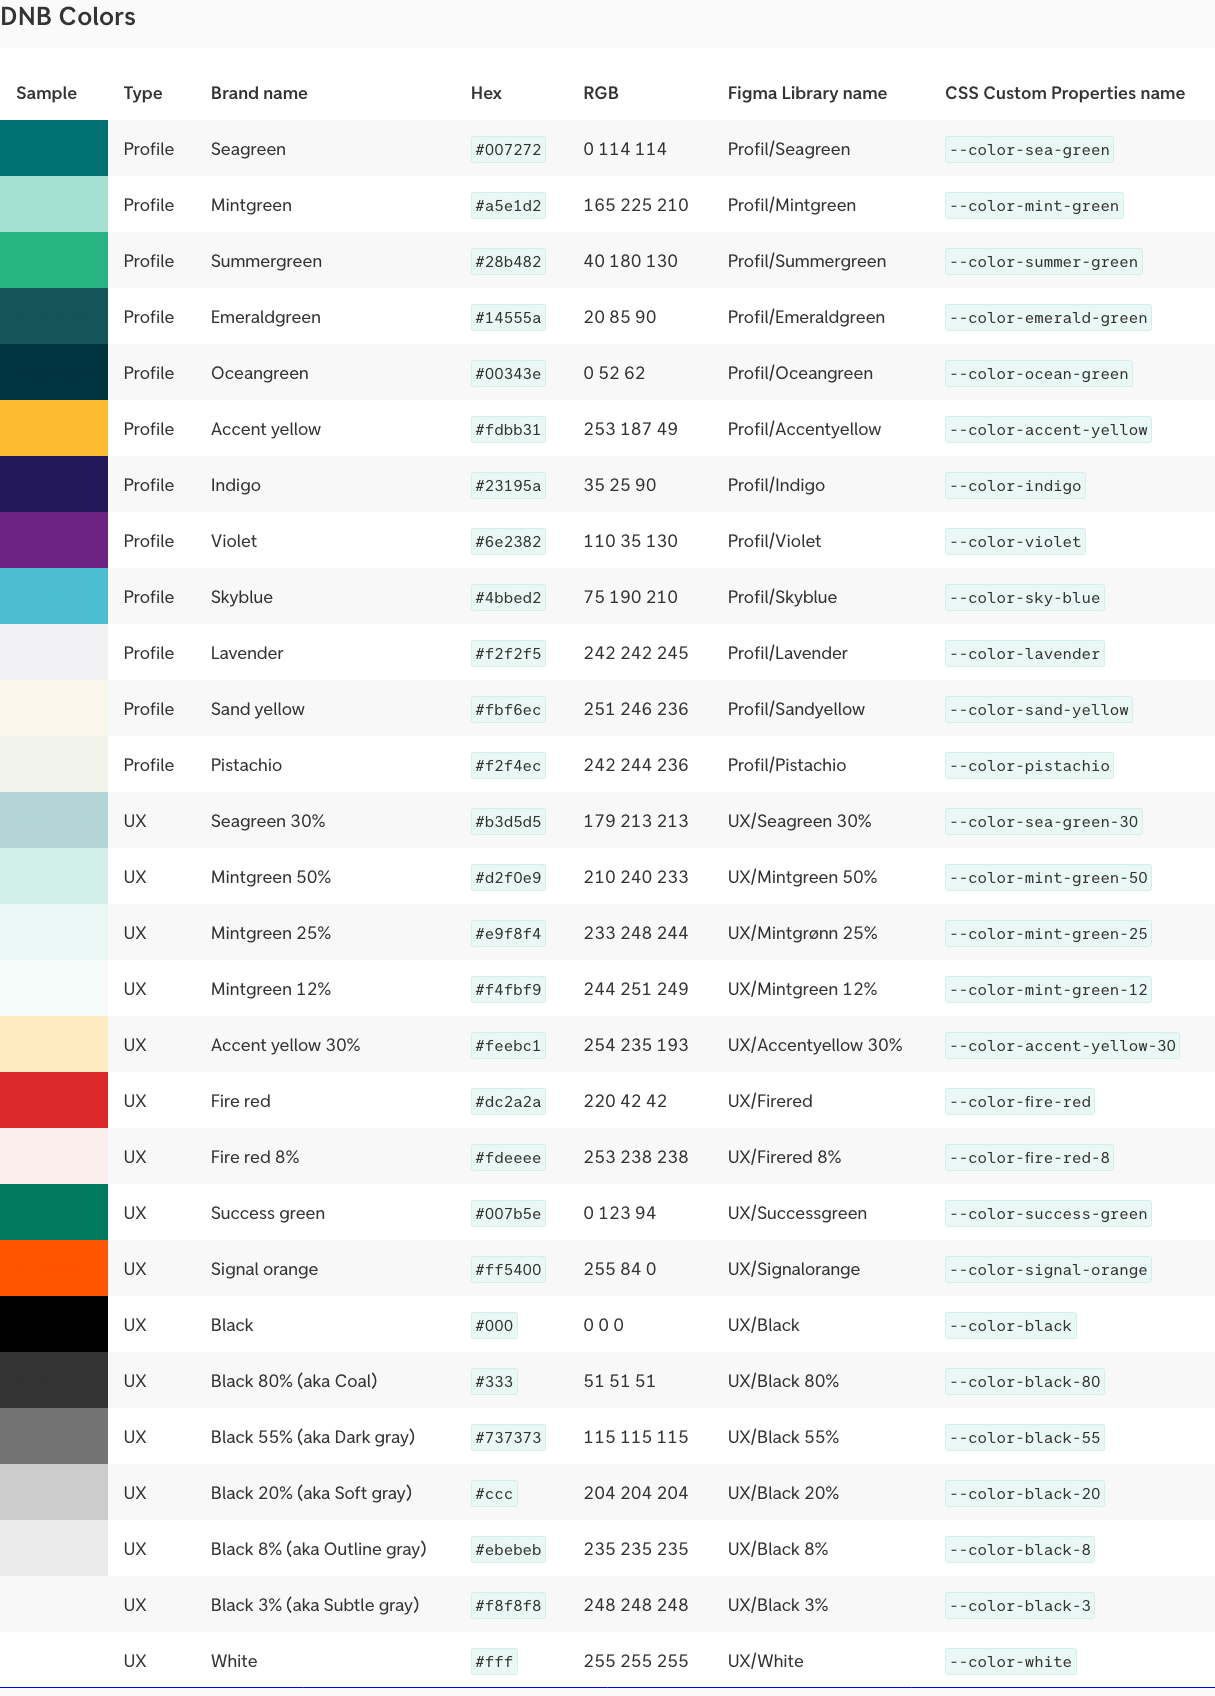 DNB Colors
Sample Type Brand name Hex RGB Figma Library name CSS Custom Properties name
Profile Seagreen #007272 0 114 114 Profil/Seagreen --color-sea-green
Profile Mintgreen #a5e1d2 165 225 210 Profil/Mintgreen --color-mint-green
Profile Summergreen #28b482 40 180 130 Profil/Summergreen --color-summer-green
Profile Emeraldgreen #14555a 20 85 90 Profil/Emeraldgreen --color-emerald-green
Profile Oceangreen #00343e 0 52 62 Profil/Oceangreen --color-ocean-green
Profile Accent yellow #fdbb31 253 187 49 Profil/Accentyellow --color-accent-yellow
Profile Indigo #23195a 35 25 90 Profil/Indigo --color-indigo
Profile Violet #6e2382 110 35 130 Profil/Violet --color-violet
Profile Skyblue #4bbed2 75 190 210 Profil/Skyblue --color-sky-blue
Profile Lavender #f2f2f5 242 242 245 Profil/Lavender --color-lavender
Profile Sand yellow #fbf6ec 251 246 236 Profil/Sandyellow --color-sand-yellow
Profile Pistachio #f2f4ec 242 244 236 Profil/Pistachio --color-pistachio
UX Seagreen 30% #b3d5d5 179 213 213 UX/Seagreen 30% --color-sea-green-30
UX Mintgreen 50% #d2f0e9 210 240 233 UX/Mintgreen 50% --color-mint-green-50
UX Mintgreen 25% #e9f8f4 233 248 244 UX/Mintgrønn 25% --color-mint-green-25
UX Mintgreen 12% #f4fbf9 244 251 249 UX/Mintgreen 12% --color-mint-green-12
UX Accent yellow 30% #feebc1 254 235 193 UX/Accentyellow 30% --color-accent-yellow-30
UX Fire red #dc2a2a 220 42 42 UX/Firered --color-fire-red
UX Fire red 8% #fdeeee 253 238 238 UX/Firered 8% --color-fire-red-8
UX Success green #007b5e 0 123 94 UX/Successgreen --color-success-green
UX Signal orange #ff5400 255 84 0 UX/Signalorange --color-signal-orange
UX Black #000 0 0 0 UX/Black --color-black
UX Black 80% (aka Coal) #333 51 51 51 UX/Black 80% --color-black-80
UX Black 55% (aka Dark gray) #737373 115 115 115 UX/Black 55% --color-black-55
UX Black 20% (aka Soft gray) #ccc 204 204 204 UX/Black 20% --color-black-20
UX Black 8% (aka Outline gray) #ebebeb 235 235 235 UX/Black 8% --color-black-8
UX Black 3% (aka Subtle gray) #f8f8f8 248 248 248 UX/Black 3% --color-black-3
UX White #fff 255 255 255 UX/White --color-white